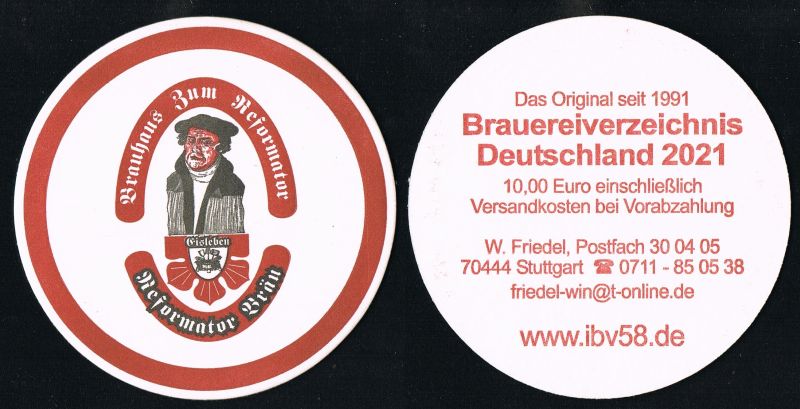 Brauhaus Zum Reformator
Eisleben
Reformator Bräu
Das Original seit 1991
Brauereiverzeichnis
Deutschland 2021
10,00 Euro einschließlich
Versandkosten bei Vorabzahlung
W. Friedel, Postfach 30 04 05
70444 Stuttgart ☎ 0711 - 85 05 38
friedel-win@t-online.de
www.ibv58.de